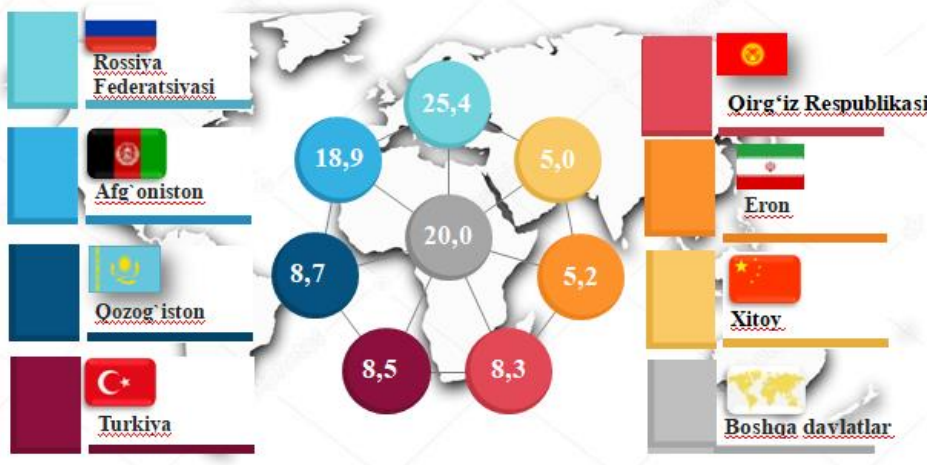 Rossiya
Federatsiyasi
Afg`oniston
Qozog`iston
Turkiya
25,4
18,9
5,0
20,0
8,7
5,2
8,5
8,3
Qirg‘iz Respublikasi
Eron
Xitoy
Boshqa davlatlar